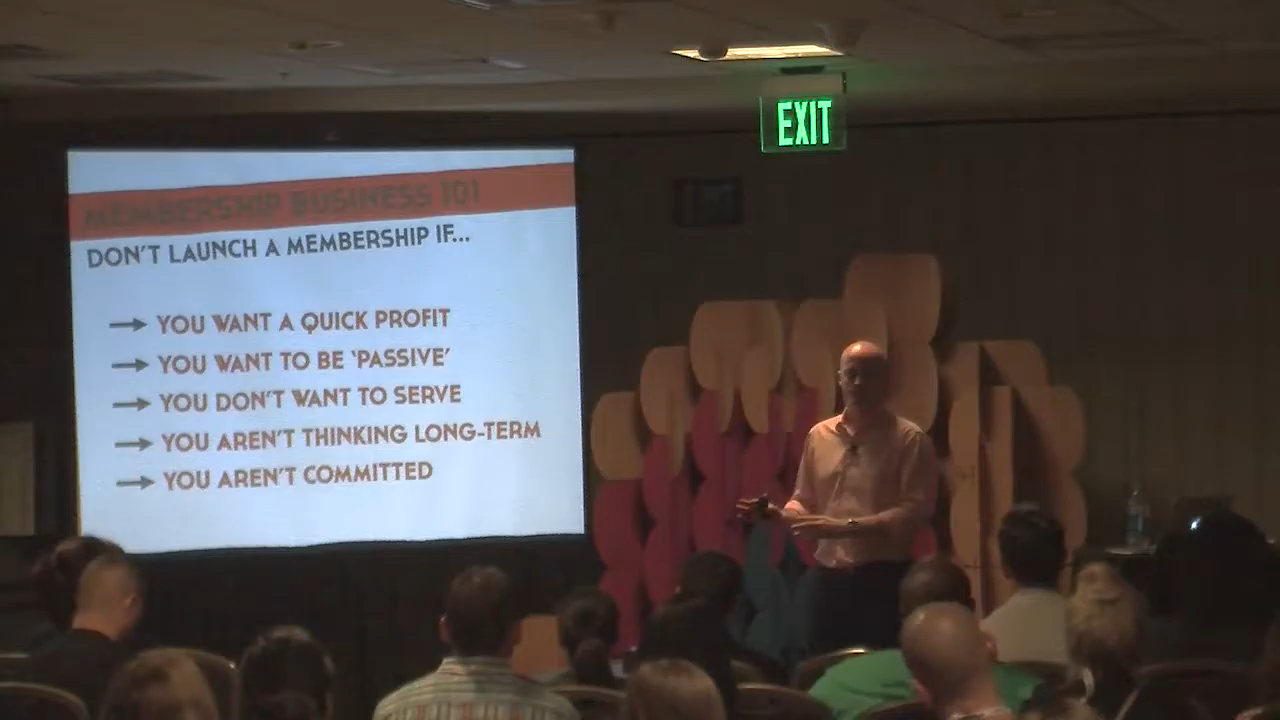 EXIT
MEMBERSHIP BUSINESS 101
DON'T LAUNCH A MEMBERSHIP IF...
→ YOU WANT A QUICK PROFIT
→ YOU WANT TO BE 'PASSIVE'
→ YOU DON'T WANT TO SERVE
→ YOU AREN'T THINKING LONG-TERM
→ YOU AREN'T COMMITTED